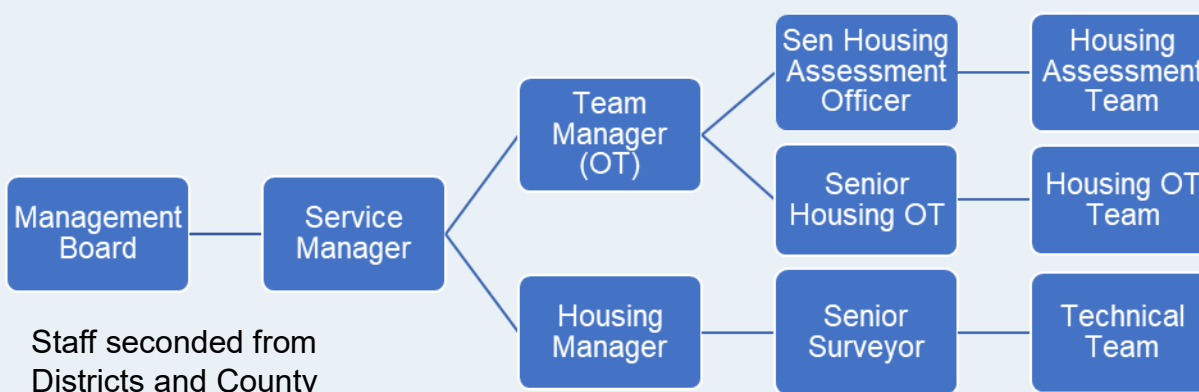 Management
Board
Service
Manager
Team
Manager
(OT)
Housing
Manager
Sen Housing
Assessment
Officer
Senior
Housing OT
Senior
Surveyor
Housing
Assessment
Team
Housing OT
Team
Technical
Team
Staff seconded from
Districts and County